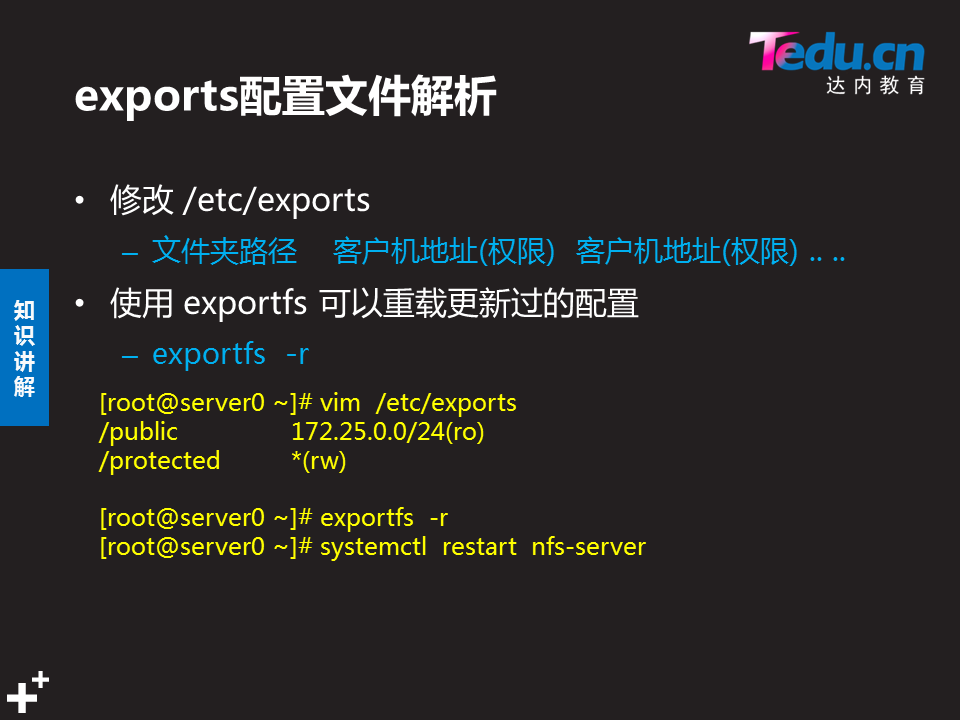 Tedu.cn
达内教育
exports配置文件解析
• 修改 /etc/exports
– 文件夹路径 客户机地址(权限) 客户机地址(权限) .. ..
• 使用 exportfs 可以重载更新过的配置
– exportfs -r
知识讲解
[root@server0 ~]# vim /etc/exports
/public 172.25.0.0/24(ro)
/protected *(rw)
[root@server0 ~]# exportfs -r
[root@server0 ~]# systemctl restart nfs-server